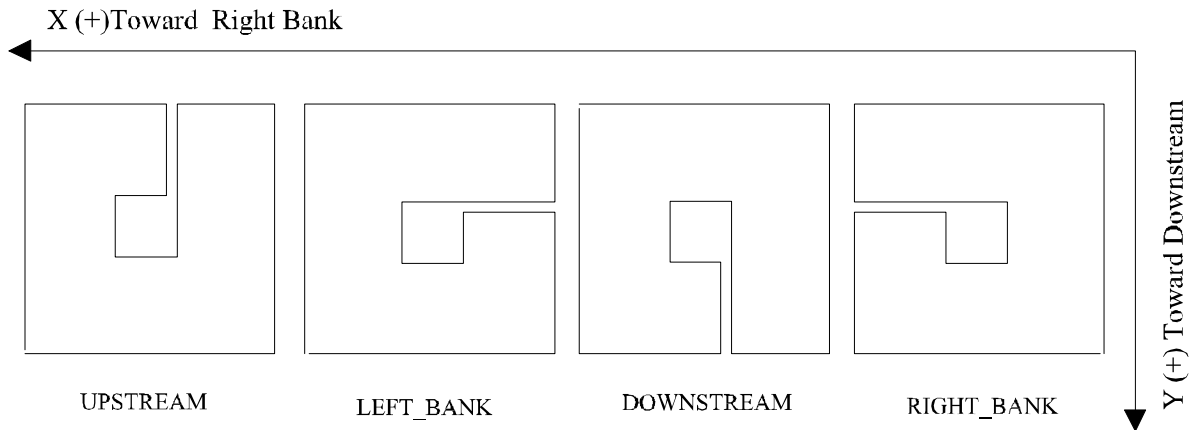 X (+)Toward Right Bank
Y (+) Toward Downstream
UPSTREAM
LEFT_BANK
DOWNSTREAM
RIGHT_BANK